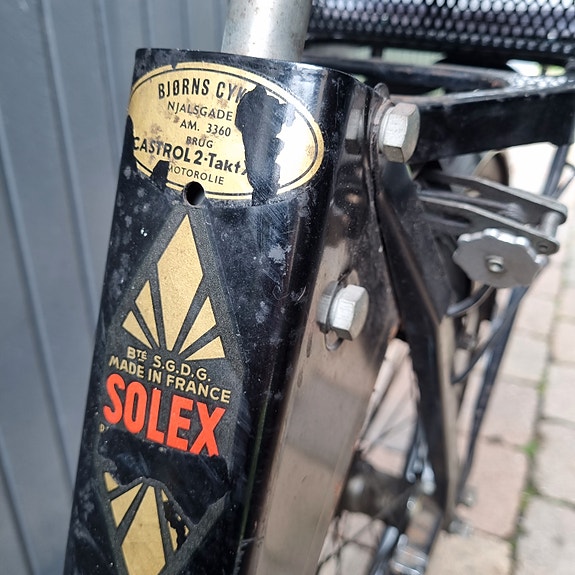 BJØRNS CYK
NJALSGADE
AM. 3360
BRUG
CASTROL 2-Takt
MOTOROLIE
BTÉ S.G.D.G
MADE IN FRANCE
SOLEX